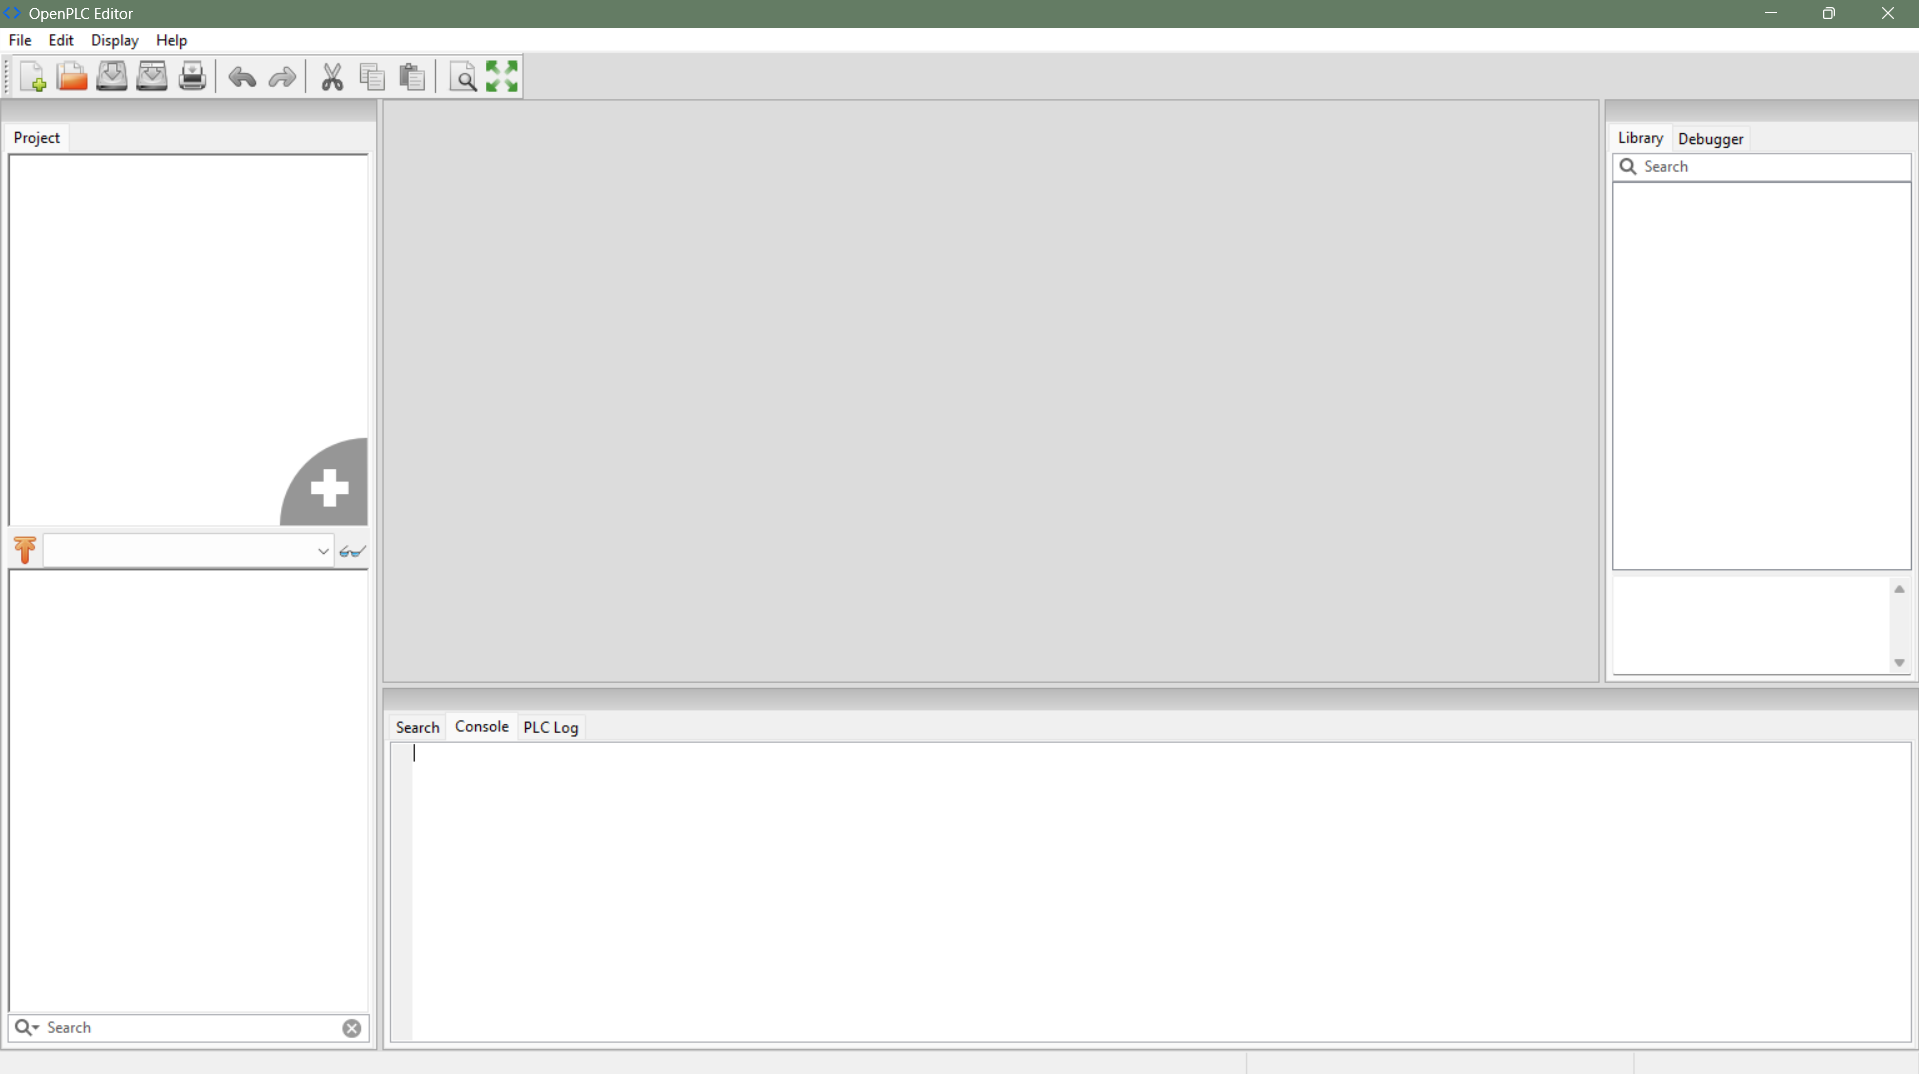 OpenPLC Editor
File Edit Display Help
Project
Library Debugger
Search
Search Console PLC Log
Search